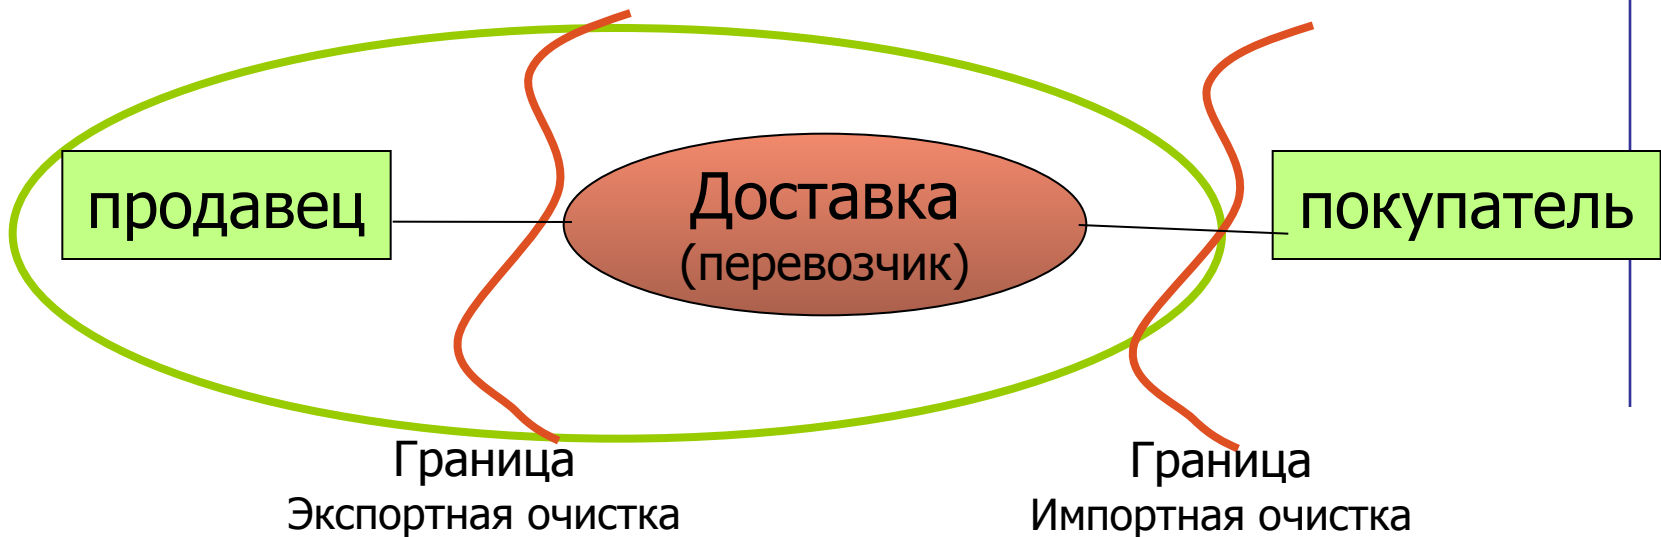 продавец
Доставка
(перевозчик)
покупатель
Граница
Экспортная очистка
Граница
Импортная очистка